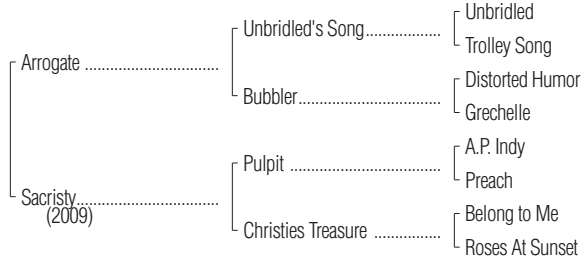 Unbridled
Unbridled's Song
Trolley Song
Arrogate
Distorted Humor
Bubbler
Grechelle
A.P. Indy
Pulpit
Preach
Sacristy
(2009)
Belong to Me
Christies Treasure
Roses At Sunset